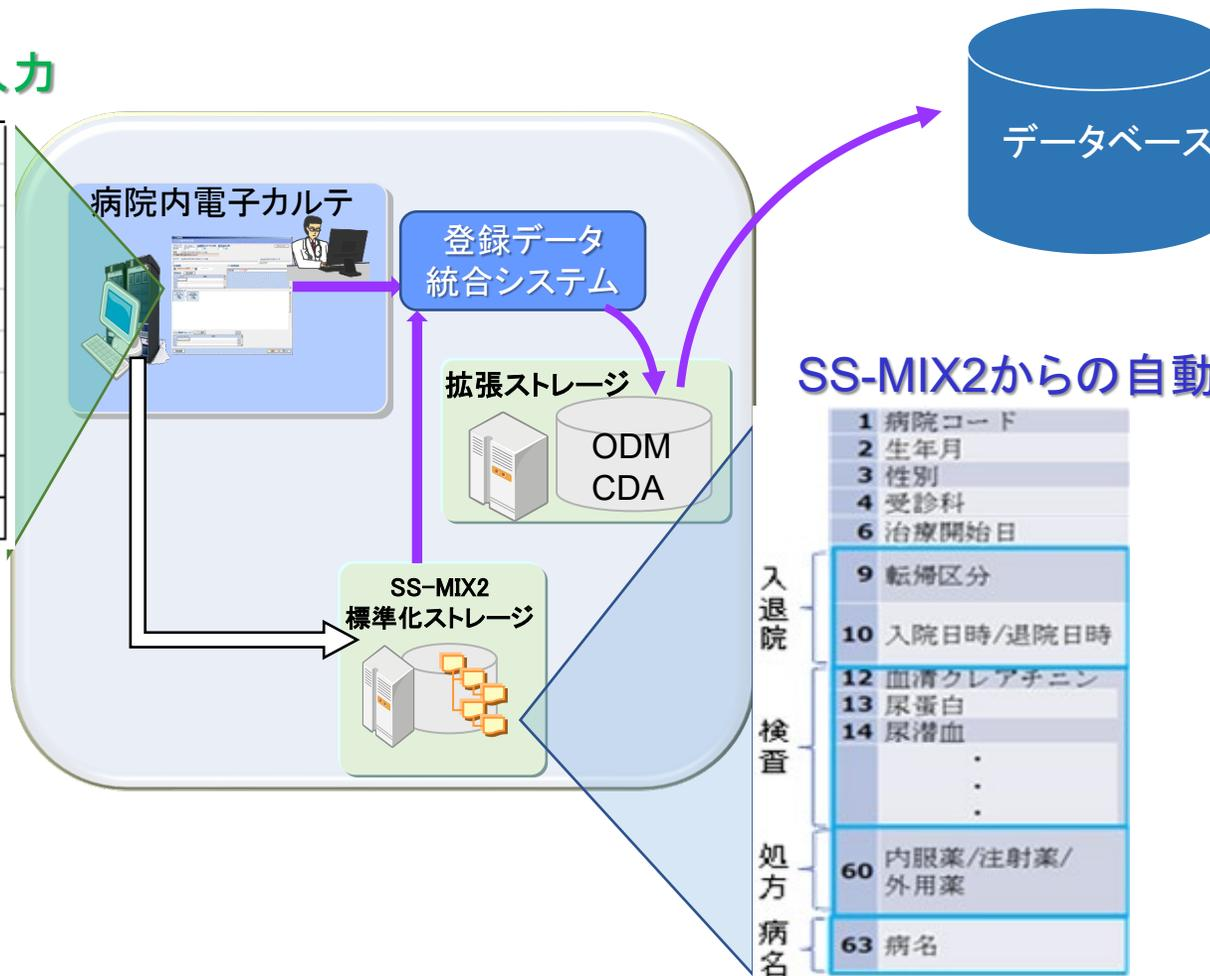 力
病院内電子カルテ
登録データ
統合システム
データベース
拡張ストレージ
ODM
CDA
SS-MIX2
標準化ストレージ
SS-MIX2からの自動
1 病院コード
2 生年月
3 性別
4 受診科
6 治療開始日
入退院
9 転帰区分
10 入院日時/退院日時
検査
12 血清クレアチニン
13 尿蛋白
14 尿潜血
・
・
・
処方
60 内服薬/注射薬/
外用薬
病名
63 病名